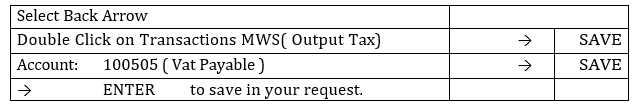 Select Back Arrow
Double Click on Transactions MWS( Output Tax) → SAVE
Account: 100505 ( Vat Payable ) → SAVE
→ ENTER to save in your request.